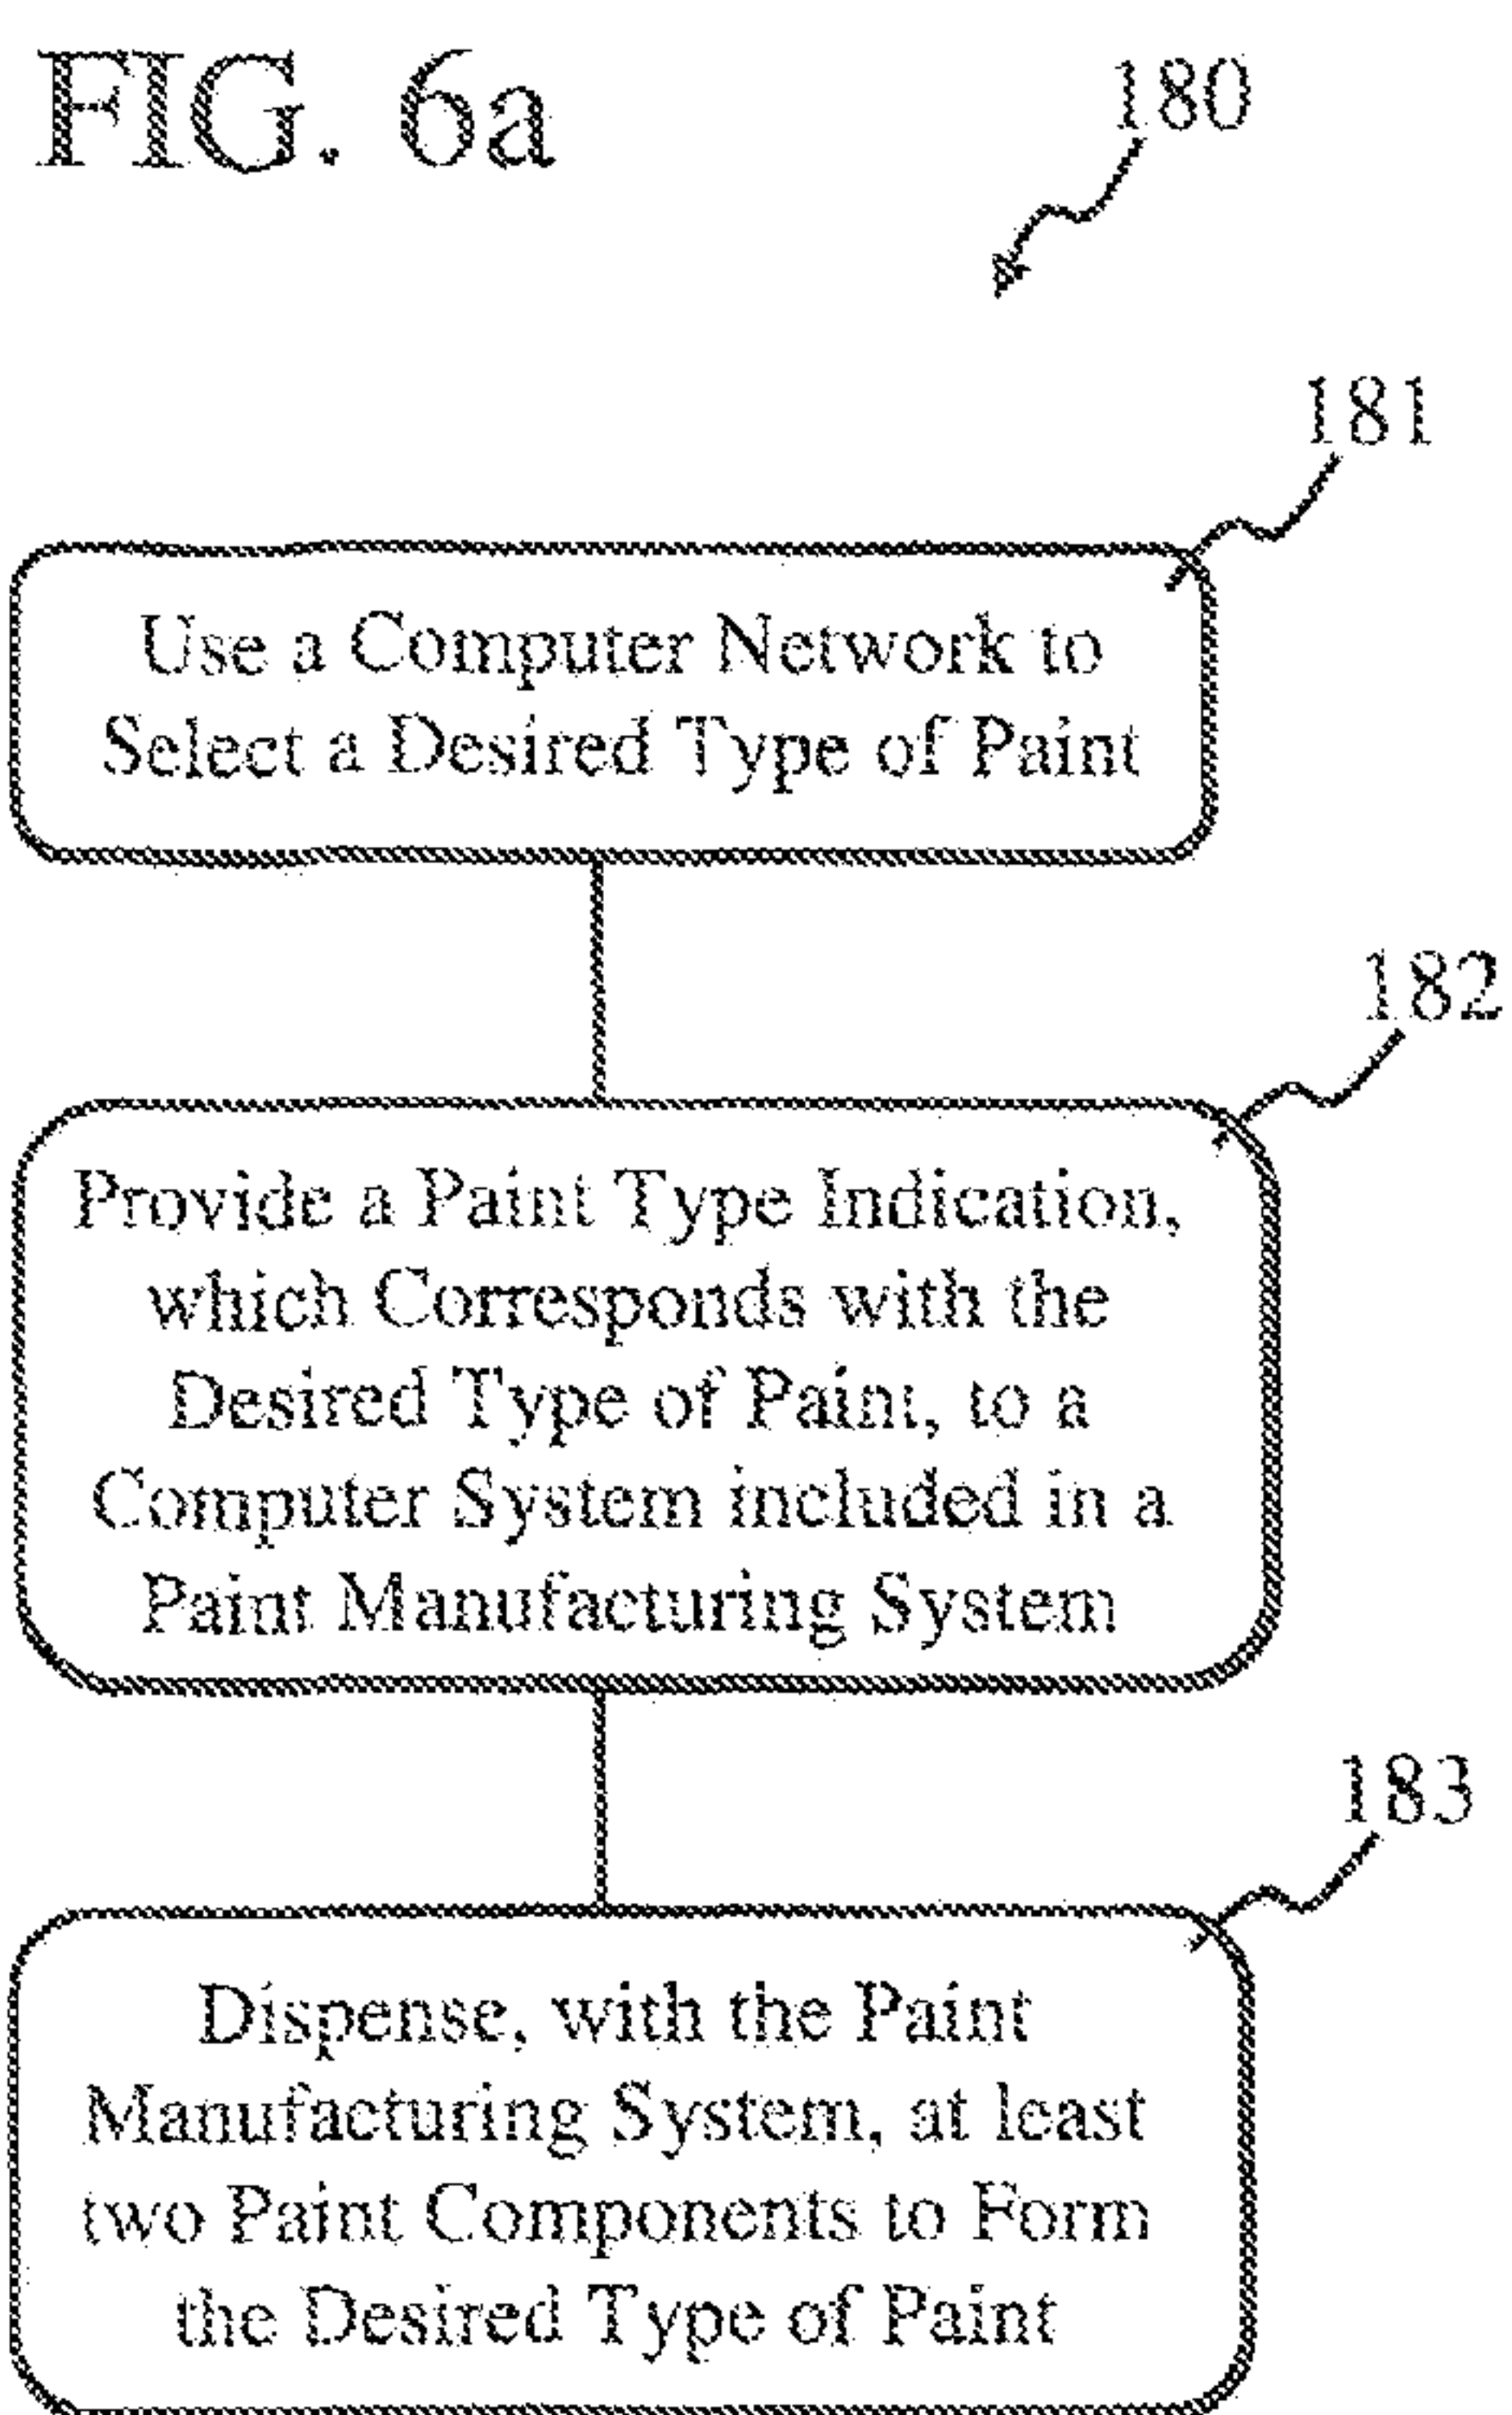 FIG. 6a
180
181
Use a Computer Network to
Select a Desired Type of Paint
182
Provide a Paint Type Indication,
which Corresponds with the
Desired Type of Paint, to a
Computer System included in a
Paint Manufacturing System
183
Dispense, with the Paint
Manufacturing System, at least
two Paint Components to Form
the Desired Type of Paint